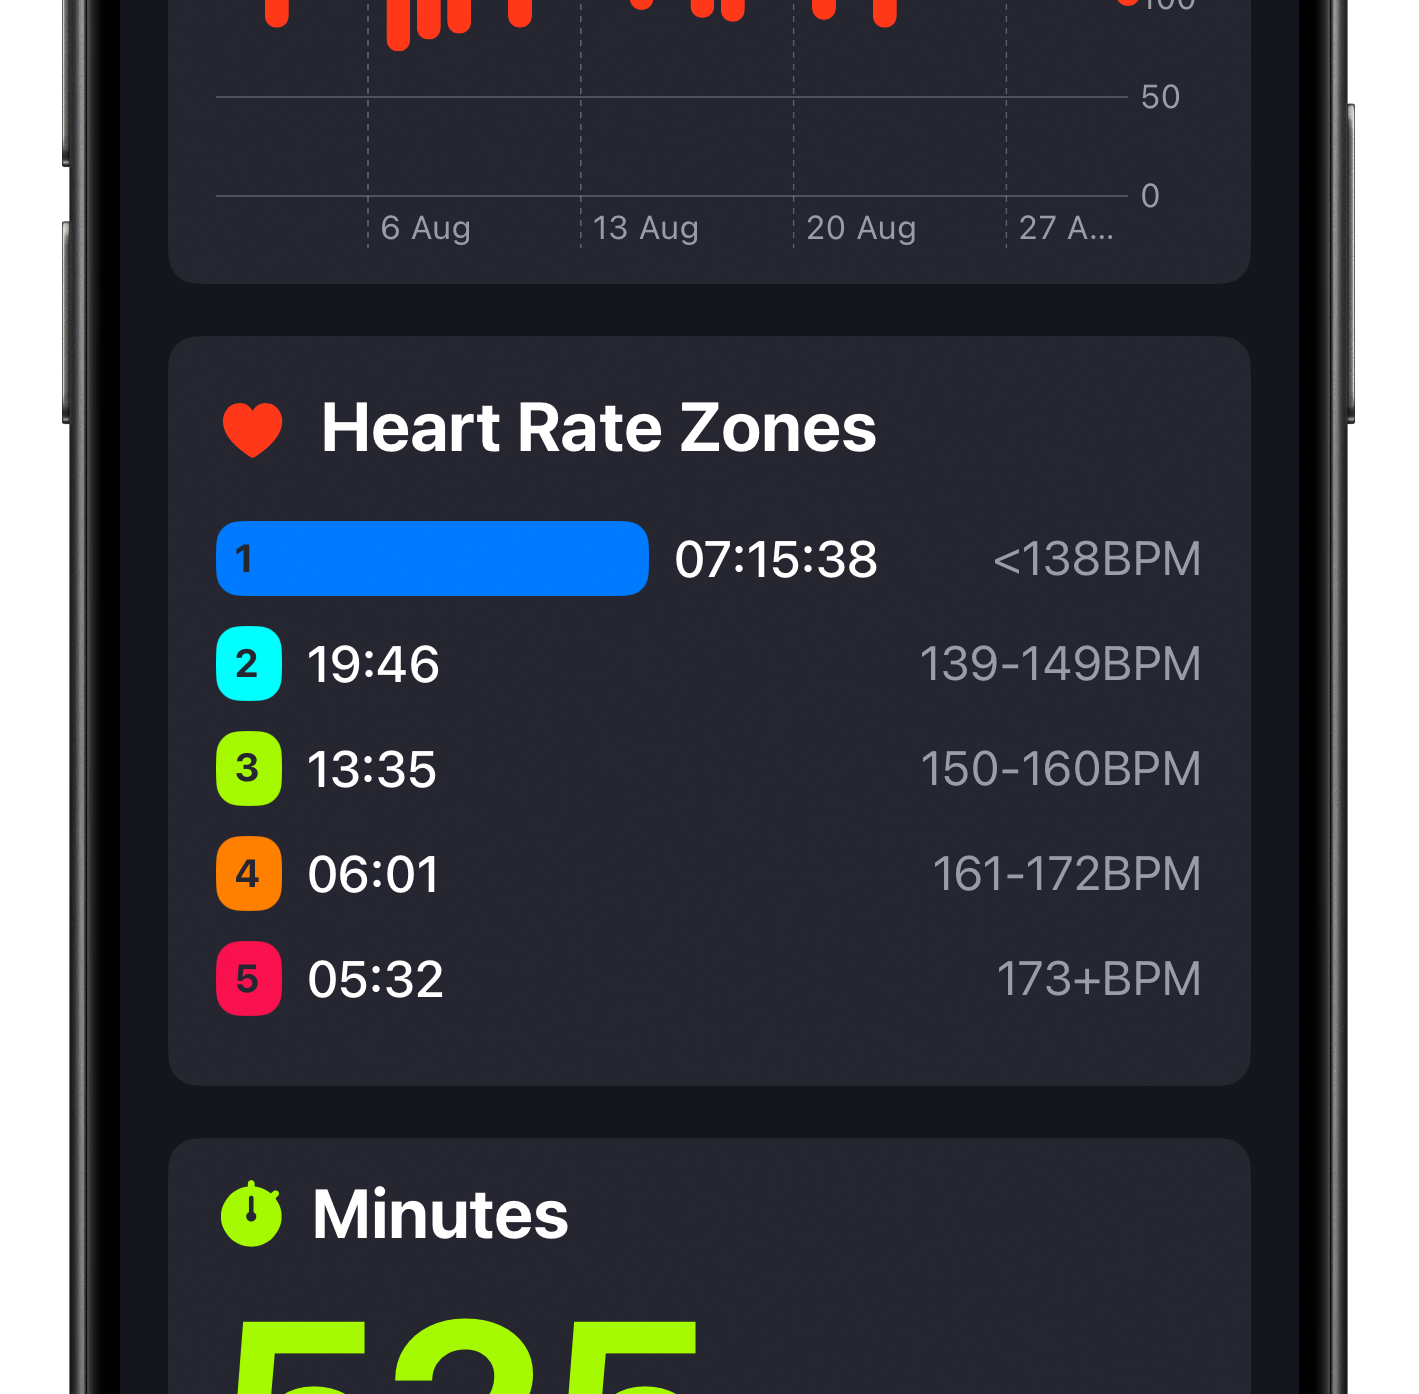 100
50
0
6 Aug 13 Aug 20 Aug 27 A...
Heart Rate Zones
1 07:15:38 <138BPM
2 19:46 139-149BPM
3 13:35 150-160BPM
4 06:01 161-172BPM
5 05:32 173+BPM
Minutes